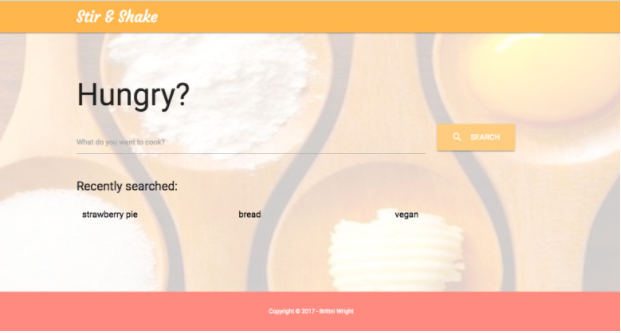 Stir & Shake
Hungry?
What do you want to cook?
SEARCH
Recently searched:
strawberry pie bread vegan
Copyright © 2017 - Brittni Wright